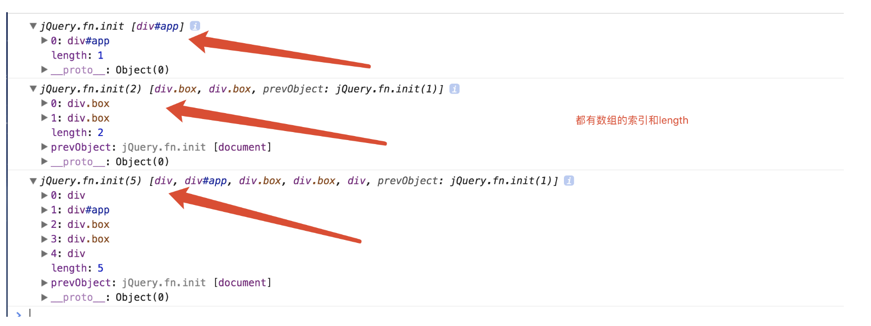 ▼ jQuery.fn.init [div#app] i
▶ 0: div#app
length: 1
▶ __proto__: Object(0)
▼ jQuery.fn.init(2) [div.box, div.box, prevObject: jQuery.fn.init(1)] i
▶ 0: div.box
▶ 1: div.box
都有数组的索引和length
length: 2
▶ prevObject: jQuery.fn.init [document]
▶ __proto__: Object(0)
▼ jQuery.fn.init(5) [div, div#app, div.box, div.box, div, prevObject: jQuery.fn.init(1)] i
▶ 0: div
▶ 1: div#app
▶ 2: div.box
▶ 3: div.box
▶ 4: div
length: 5
▶ prevObject: jQuery.fn.init [document]
▶ __proto__: Object(0)
>